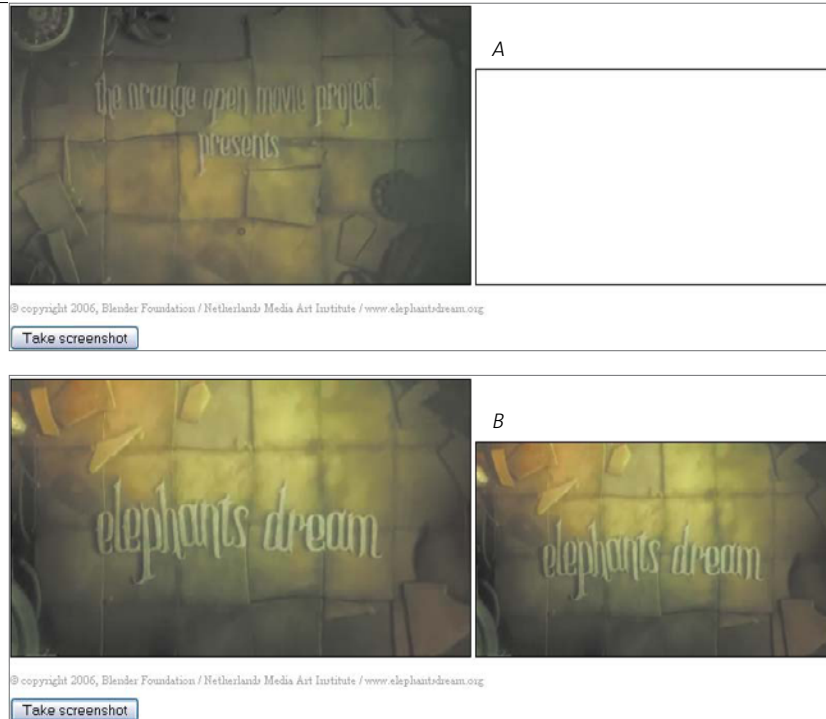 the orange open movie project
presents
A
© copyright 2006, Blender Foundation / Netherlands Media Art Institute / www.elephantsdream.org
Take screenshot
elephants dream
B
elephants dream
© copyright 2006, Blender Foundation / Netherlands Media Art Institute / www.elephantsdream.org
Take screenshot